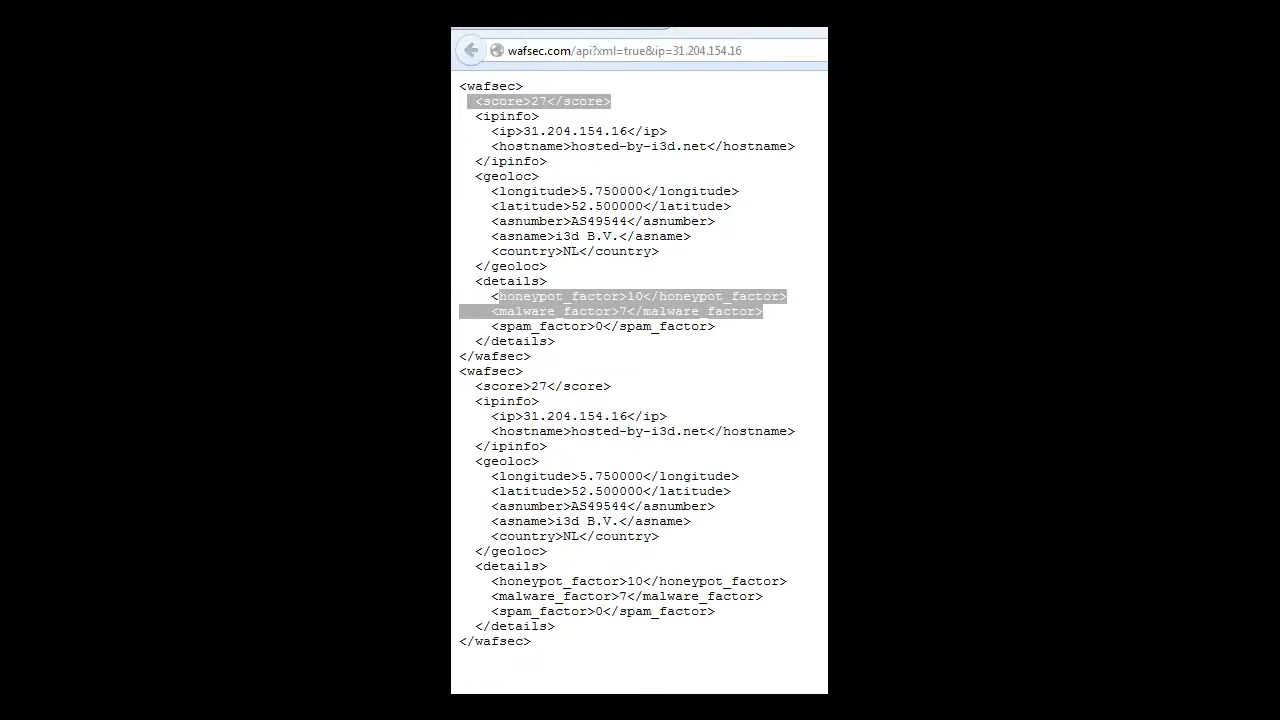 wafsec.com/api?xml=true&ip=31.204.154.16
<wafsec>
<score>27</score>
<ipinfo>
<ip>31.204.154.16</ip>
<hostname>hosted-by-i3d.net</hostname>
</ipinfo>
<geoloc>
<longitude>5.750000</longitude>
<latitude>52.500000</latitude>
<asnumber>AS49544</asnumber>
<asname>i3d B.V.</asname>
<country>NL</country>
</geoloc>
<details>
<honeypot_factor>10</honeypot_factor>
<malware_factor>7</malware_factor>
<spam_factor>0</spam_factor>
</details>
</wafsec>
<wafsec>
<score>27</score>
<ipinfo>
<ip>31.204.154.16</ip>
<hostname>hosted-by-i3d.net</hostname>
</ipinfo>
<geoloc>
<longitude>5.750000</longitude>
<latitude>52.500000</latitude>
<asnumber>AS49544</asnumber>
<asname>i3d B.V.</asname>
<country>NL</country>
</geoloc>
<details>
<honeypot_factor>10</honeypot_factor>
<malware_factor>7</malware_factor>
<spam_factor>0</spam_factor>
</details>
</wafsec>